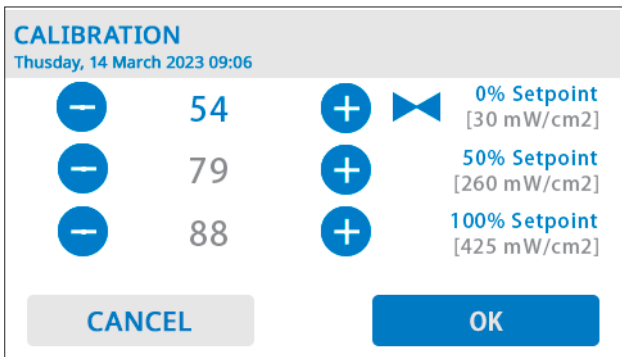 CALIBRATION
Thusday, 14 March 2023 09:06
54 0% Setpoint
[30 mW/cm2]
79 50% Setpoint
[260 mW/cm2]
88 100% Setpoint
[425 mW/cm2]
CANCEL OK